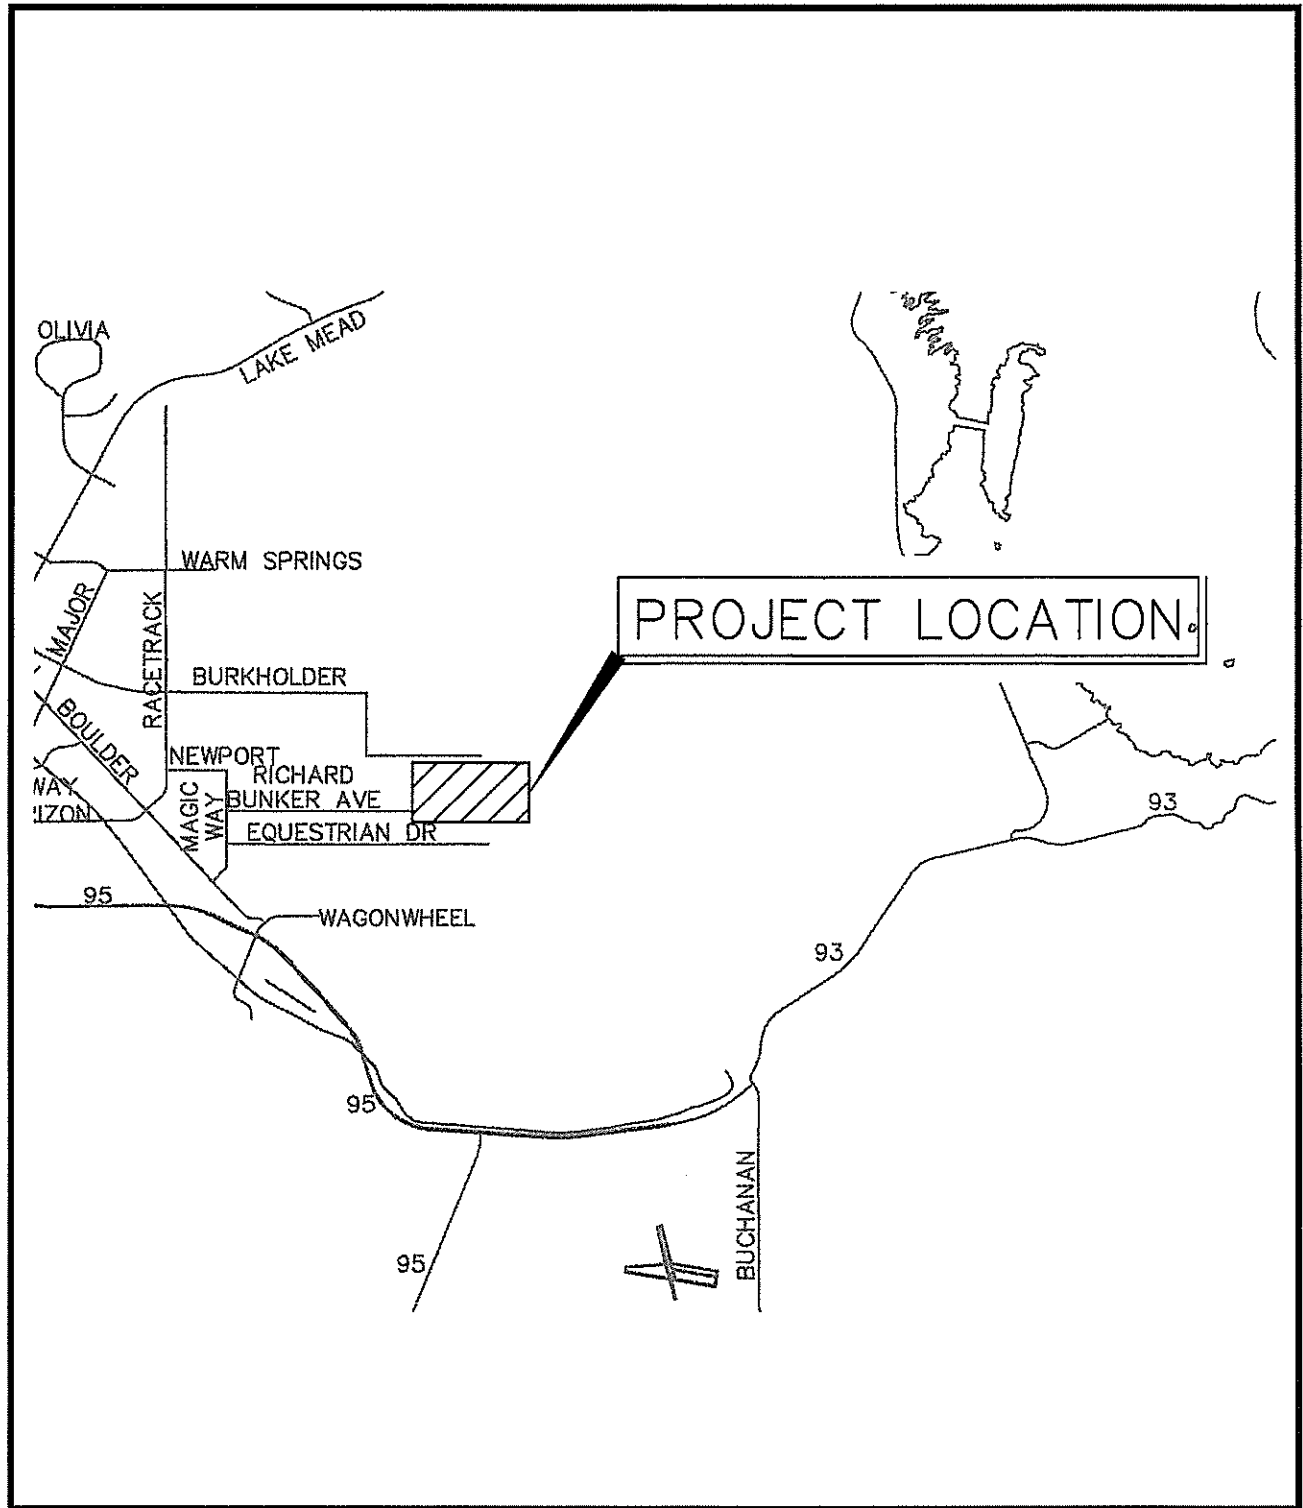 OLIVIA
LAKE MEAD
WARM SPRINGS
MAJOR
RACETRACK
PROJECT LOCATION
BURKHOLDER
BOULDER
NEWPORT
RICHARD
BUNKER AVE
MAGIC
WAY
WAY
IZON
EQUESTRIAN DR
93
95
WAGONWHEEL
93
95
BUCHANAN
95